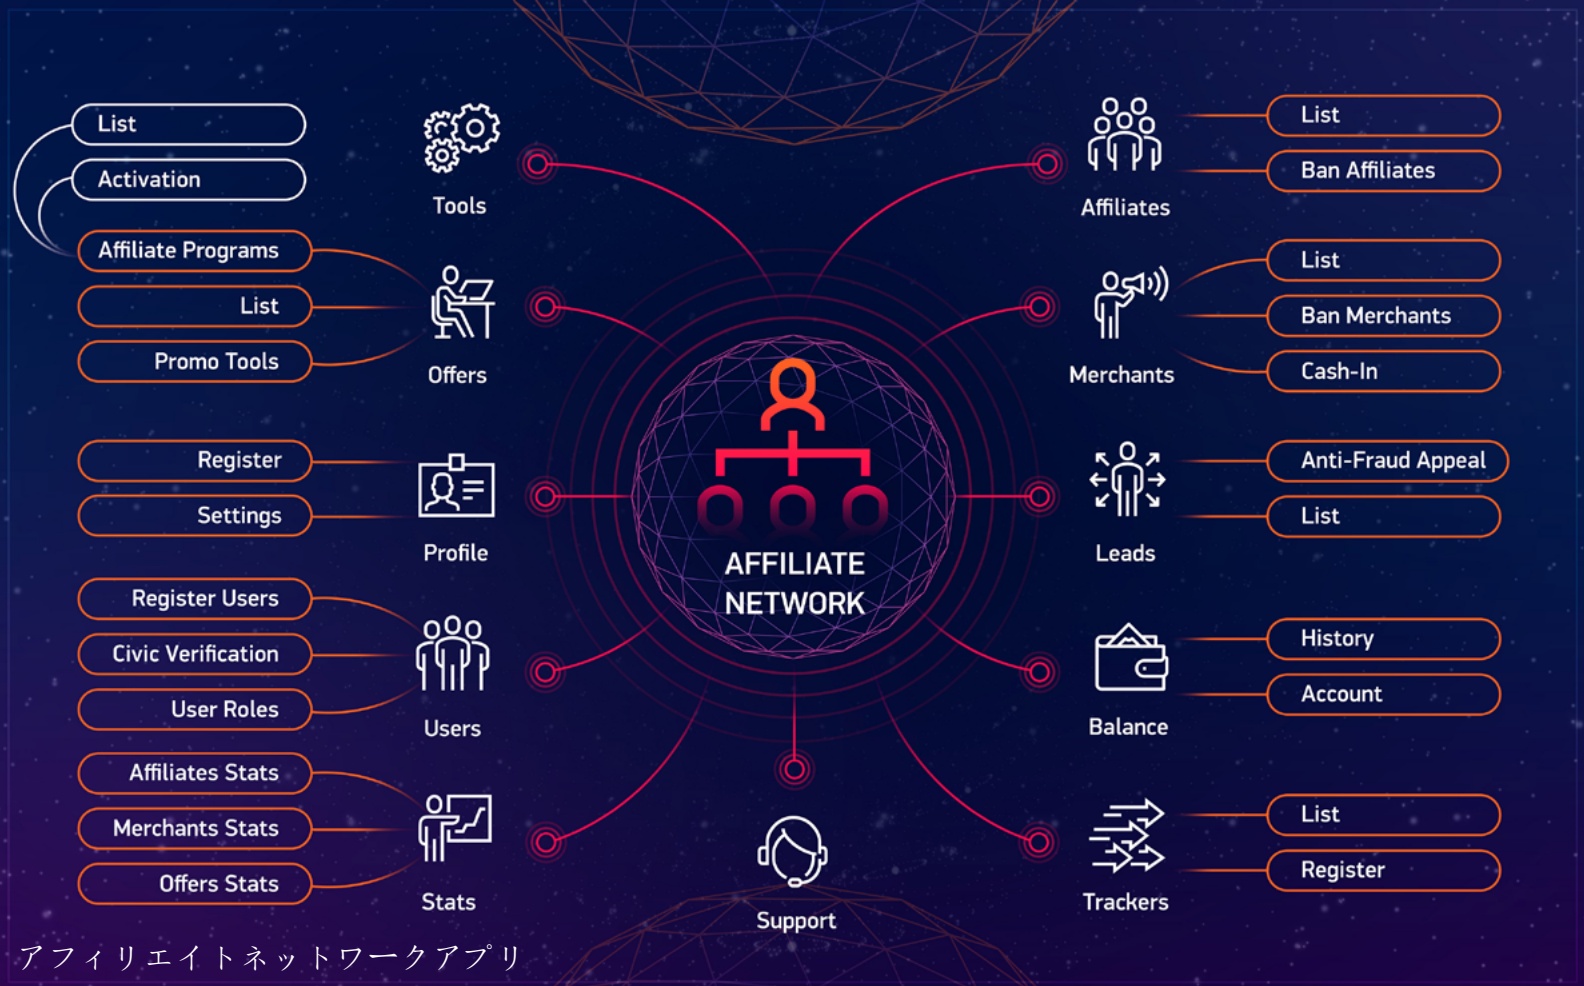 List
Activation
Tools
Affiliate Programs
List
Promo Tools
Offers
Register
Settings
Profile
Register Users
Civic Verification
User Roles
Users
Affiliates Stats
Merchants Stats
Offers Stats
Stats
AFFILIATE
NETWORK
Support
Affiliates
List
Ban Affiliates
Merchants
List
Ban Merchants
Cash-In
Leads
Anti-Fraud Appeal
List
Balance
History
Account
Trackers
List
Register
アフィリエイトネットワークアプリ